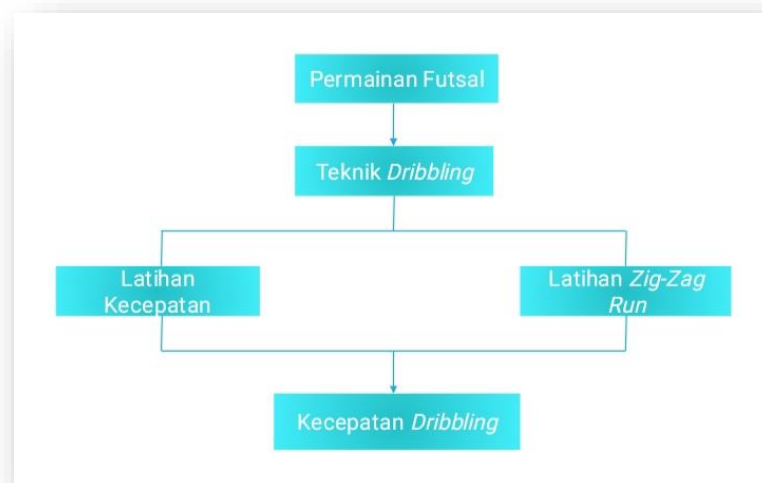 Permainan Futsal
Teknik Dribbling
Latihan
Kecepatan
Latihan Zig-Zag
Run
Kecepatan Dribbling